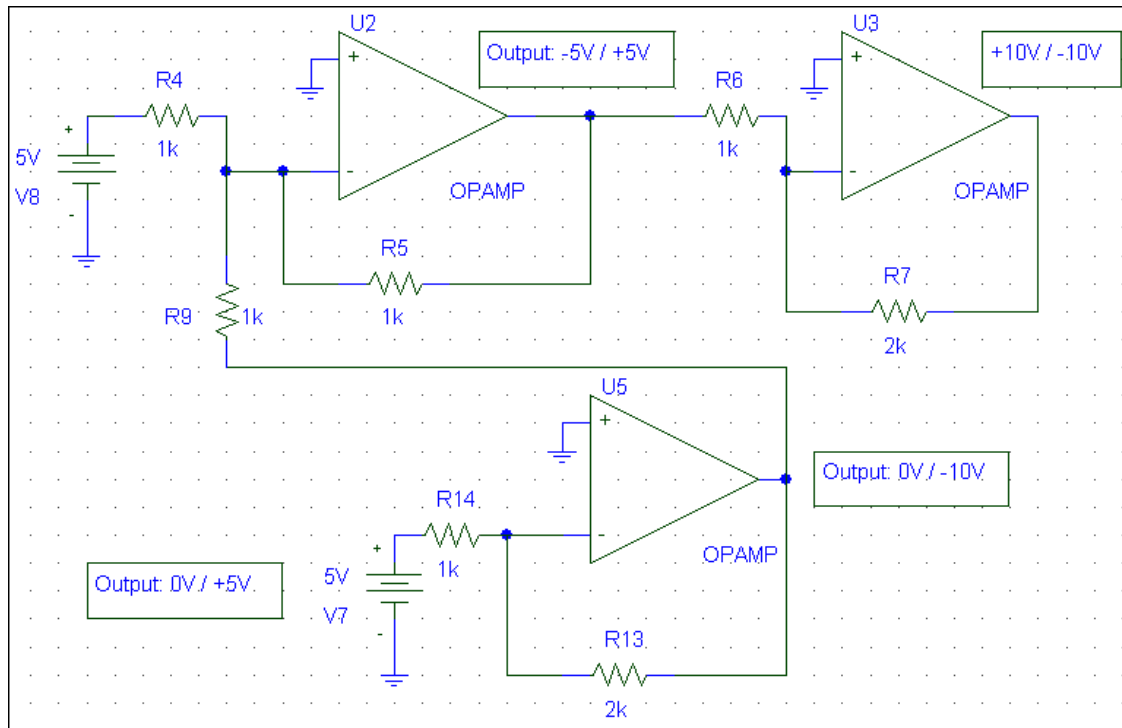 U2
Output: -5V / +5V
U3
+10V / -10V
+
+
R4
R6
1k
1k
+
5V
V8
-
-
-
OPAMP
OPAMP
R5
1k
R7
2k
R9
1k
U5
+
Output: 0V / -10V
R14
1k
-
OPAMP
+
5V
V7
-
Output: 0V / +5V
R13
2k